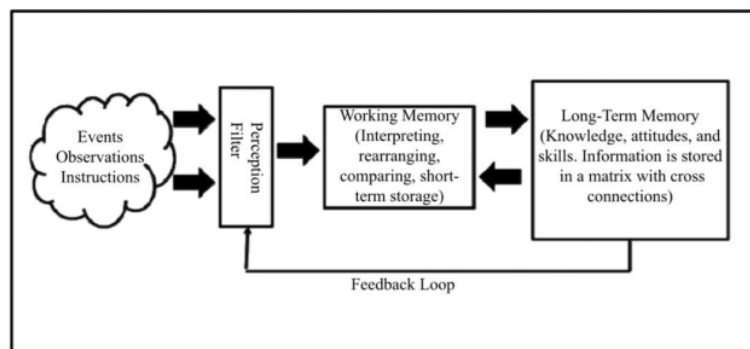 Events
Observations
Instructions
Perception
Filter
Working Memory
(Interpreting,
rearranging,
comparing, short-
term storage)
Long-Term Memory
(Knowledge, attitudes, and
skills. Information is stored
in a matrix with cross
connections)
Feedback Loop